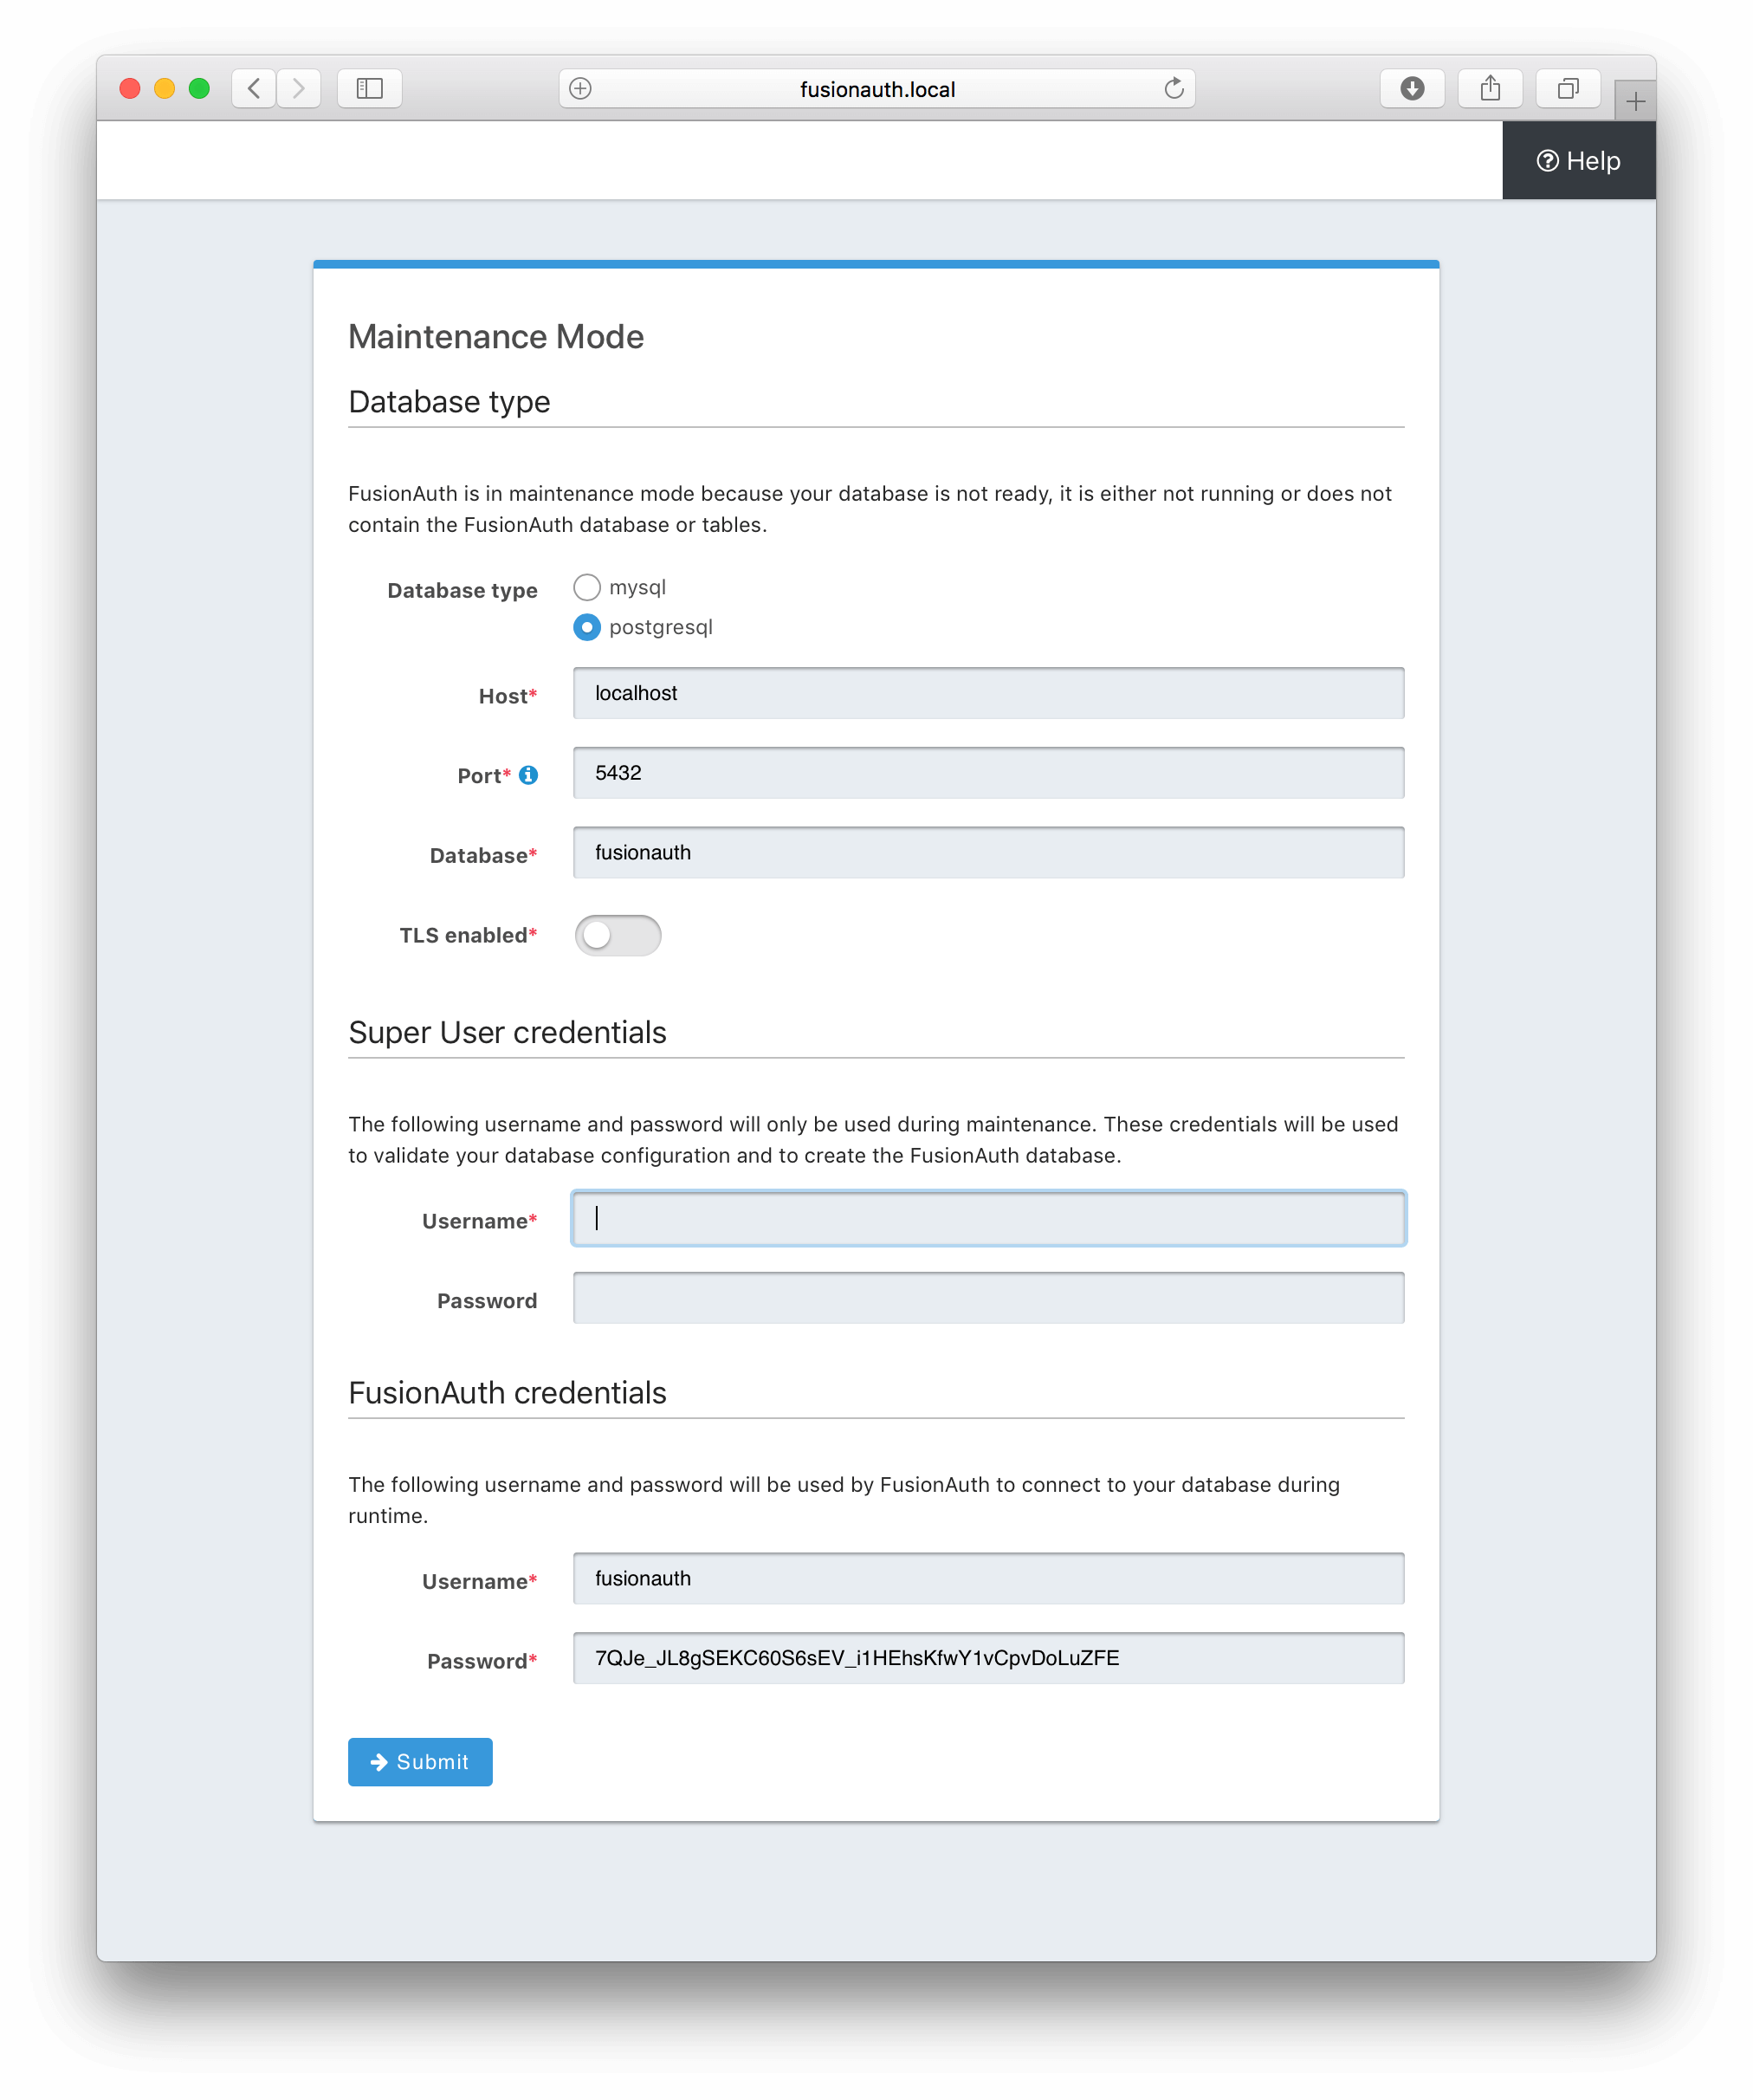 fusionauth.local
Help
Maintenance Mode
Database type
FusionAuth is in maintenance mode because your database is not ready, it is either not running or does not
contain the FusionAuth database or tables.
Database type
mysql
postgresql
Host* localhost
Port* 5432
Database* fusionauth
TLS enabled*
Super User credentials
The following username and password will only be used during maintenance. These credentials will be used
to validate your database configuration and to create the FusionAuth database.
Username*
Password
FusionAuth credentials
The following username and password will be used by FusionAuth to connect to your database during
runtime.
Username* fusionauth
Password* 7QJe_JL8gSEKC60S6sEV_i1HEhsKfwY1vCpvDoLuZFE
Submit